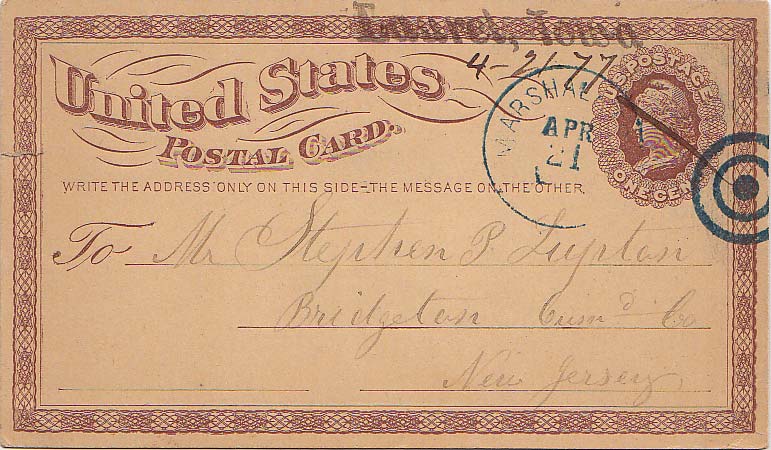 Laurel, Iowa
4-21-77
United States
U.S. POSTAGE
MARSHAL
APR
21
POSTAL CARD.
ONE CENT
WRITE THE ADDRESS ONLY ON THIS SIDE-THE MESSAGE ON THE OTHER.
To Mr Stephen P. Lupton
Bridgeton Cumd Co
New Jersey